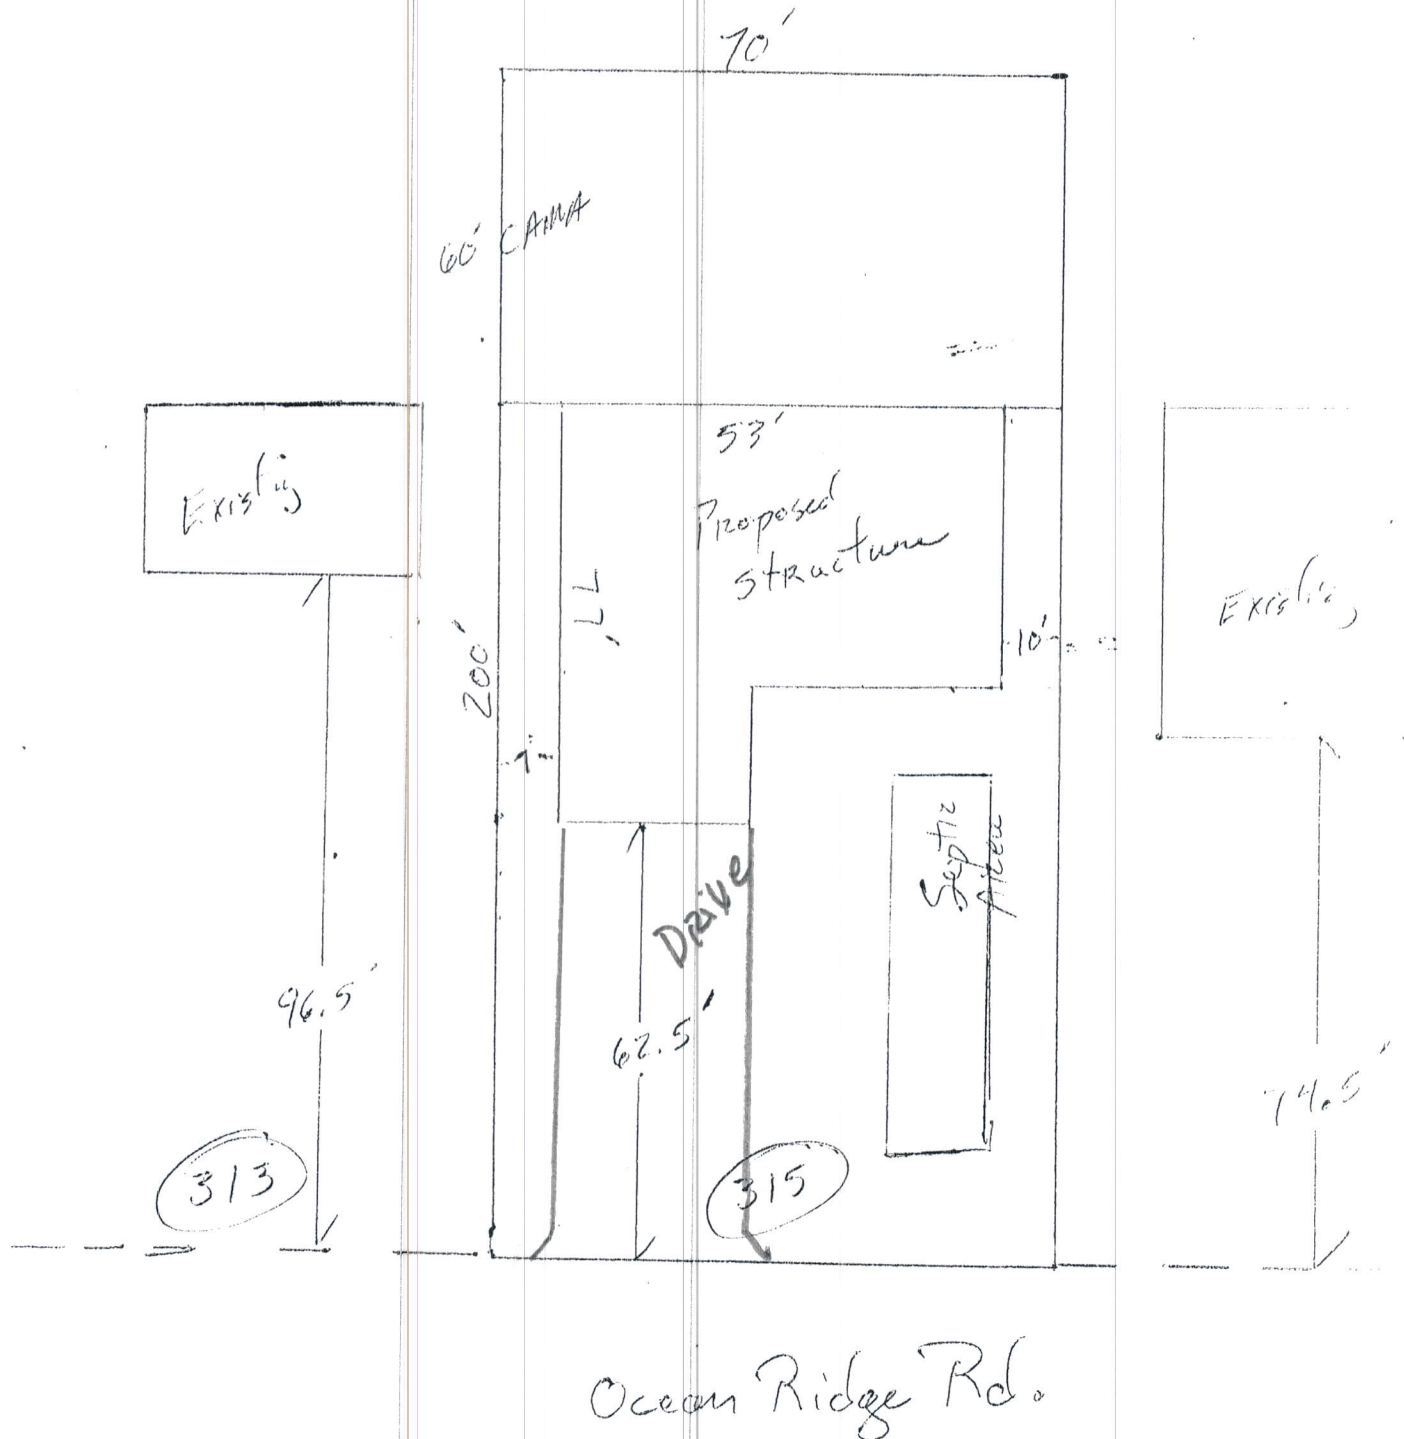 70'
60' CAMA
53'
Existing
Proposed
structure
Existing
77'
10'
200'
7'
Septic
Area
Drive
96.5'
62.5'
74.5'
313
315
Ocean Ridge Rd.